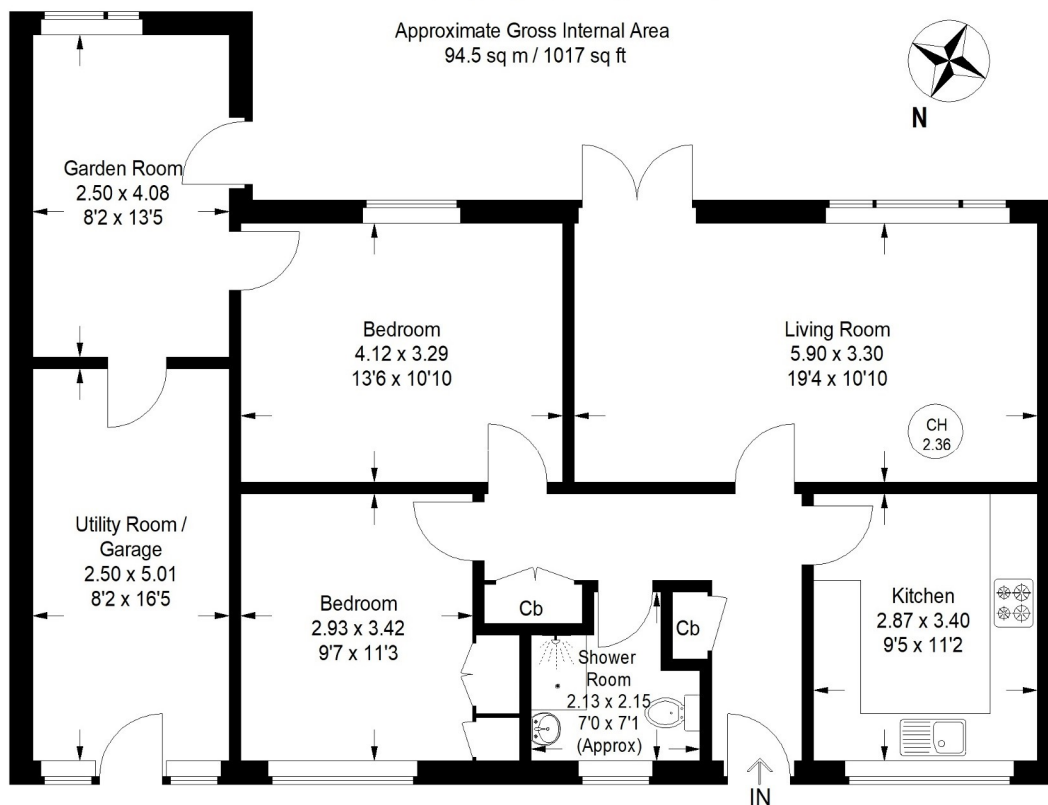 Approximate Gross Internal Area
94.5 sq m / 1017 sq ft
N
Garden Room
2.50 x 4.08
8'2 x 13'5
Bedroom
4.12 x 3.29
13'6 x 10'10
Living Room
5.90 x 3.30
19'4 x 10'10
CH
2.36
Utility Room /
Garage
2.50 x 5.01
8'2 x 16'5
Bedroom
2.93 x 3.42
9'7 x 11'3
Cb
Cb
Shower
Room
2.13 x 2.15
7'0 x 7'1
(Approx)
Kitchen
2.87 x 3.40
9'5 x 11'2
IN